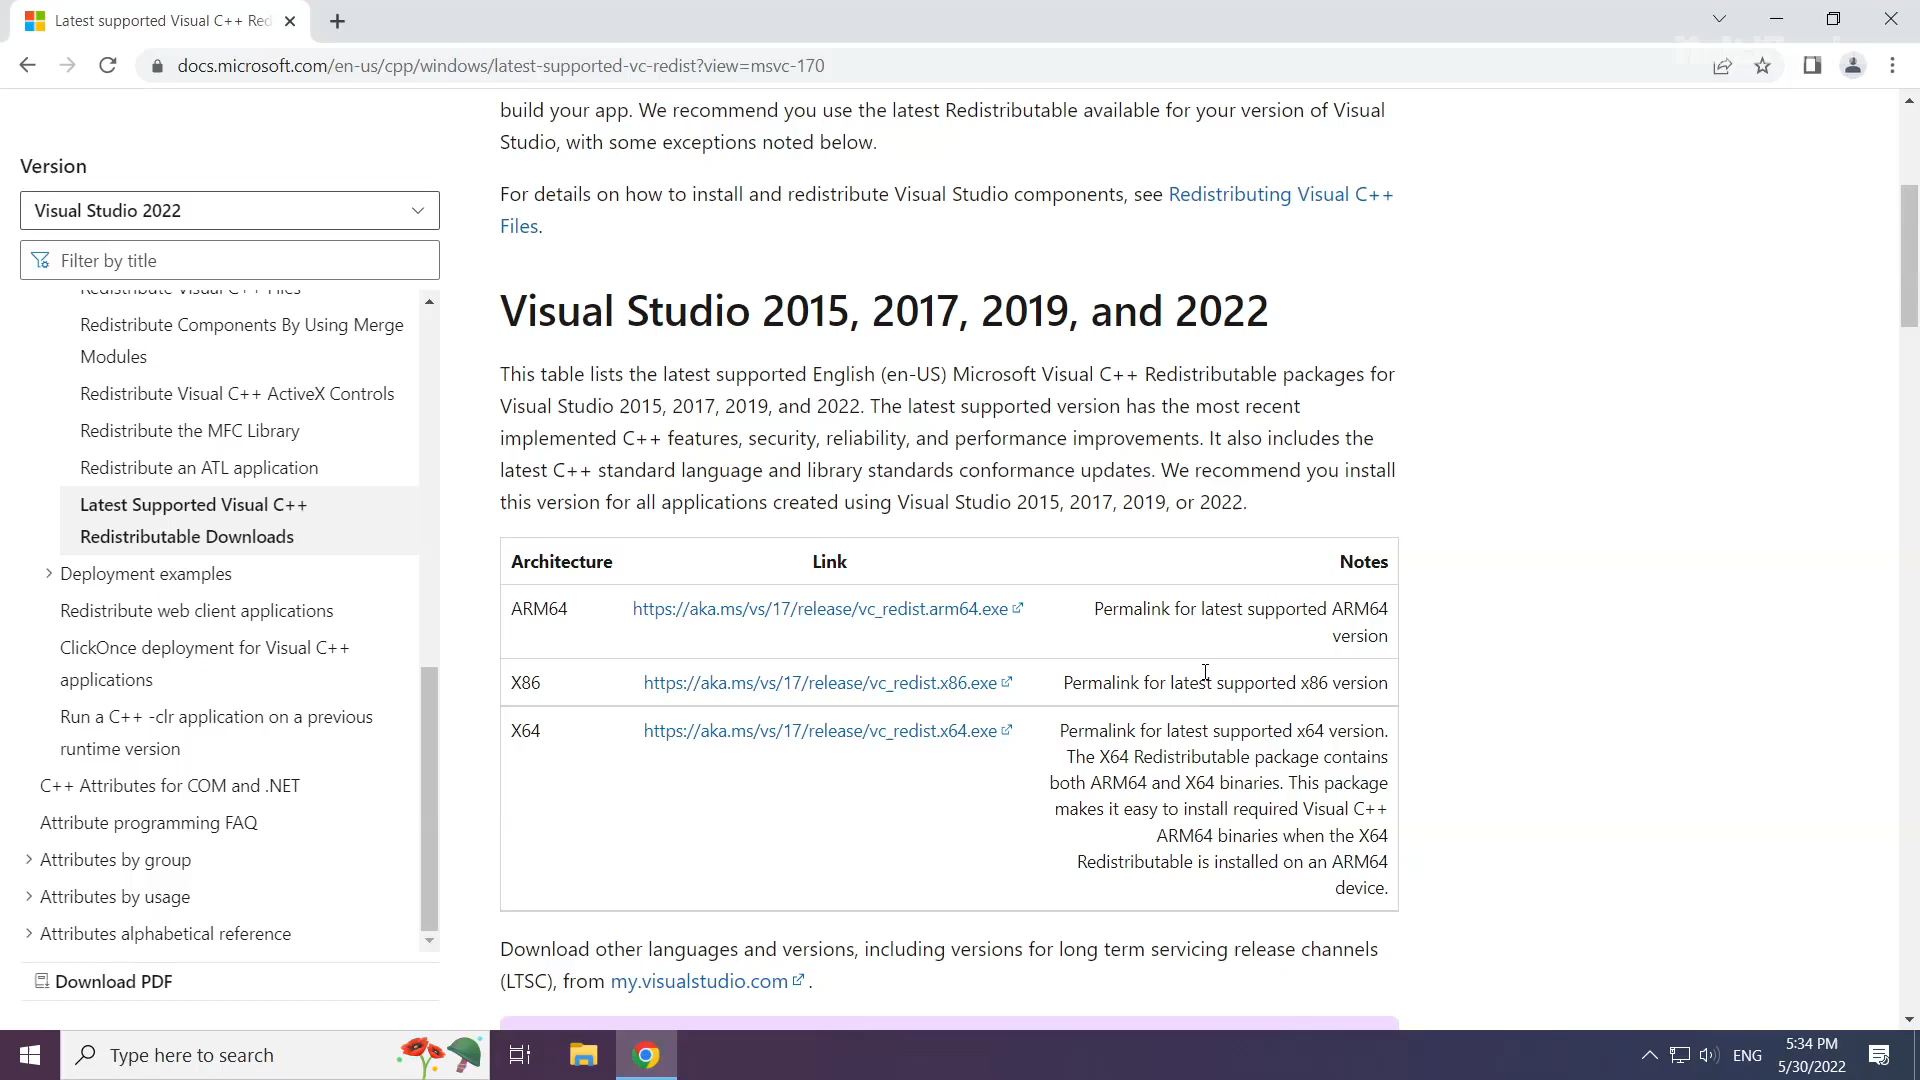 Latest supported Visual C++ Red
docs.microsoft.com/en-us/cpp/windows/latest-supported-vc-redist?view=msvc-170
Version
Visual Studio 2022
Filter by title
Redistribute Visual C++ Files
Redistribute Components By Using Merge
Modules
Redistribute Visual C++ ActiveX Controls
Redistribute the MFC Library
Redistribute an ATL application
Latest Supported Visual C++
Redistributable Downloads
Deployment examples
Redistribute web client applications
ClickOnce deployment for Visual C++
applications
Run a C++ -clr application on a previous
runtime version
C++ Attributes for COM and .NET
Attribute programming FAQ
Attributes by group
Attributes by usage
Attributes alphabetical reference
Download PDF
build your app. We recommend you use the latest Redistributable available for your version of Visual
Studio, with some exceptions noted below.
For details on how to install and redistribute Visual Studio components, see Redistributing Visual C++
Files.
Visual Studio 2015, 2017, 2019, and 2022
This table lists the latest supported English (en-US) Microsoft Visual C++ Redistributable packages for
Visual Studio 2015, 2017, 2019, and 2022. The latest supported version has the most recent
implemented C++ features, security, reliability, and performance improvements. It also includes the
latest C++ standard language and library standards conformance updates. We recommend you install
this version for all applications created using Visual Studio 2015, 2017, 2019, or 2022.
Architecture Link Notes
ARM64 https://aka.ms/vs/17/release/vc_redist.arm64.exe Permalink for latest supported ARM64
version
X86 https://aka.ms/vs/17/release/vc_redist.x86.exe Permalink for latest supported x86 version
X64 https://aka.ms/vs/17/release/vc_redist.x64.exe Permalink for latest supported x64 version.
The X64 Redistributable package contains
both ARM64 and X64 binaries. This package
makes it easy to install required Visual C++
ARM64 binaries when the X64
Redistributable is installed on an ARM64
device.
Download other languages and versions, including versions for long term servicing release channels
(LTSC), from my.visualstudio.com .
Type here to search
ENG
5:34 PM
5/30/2022